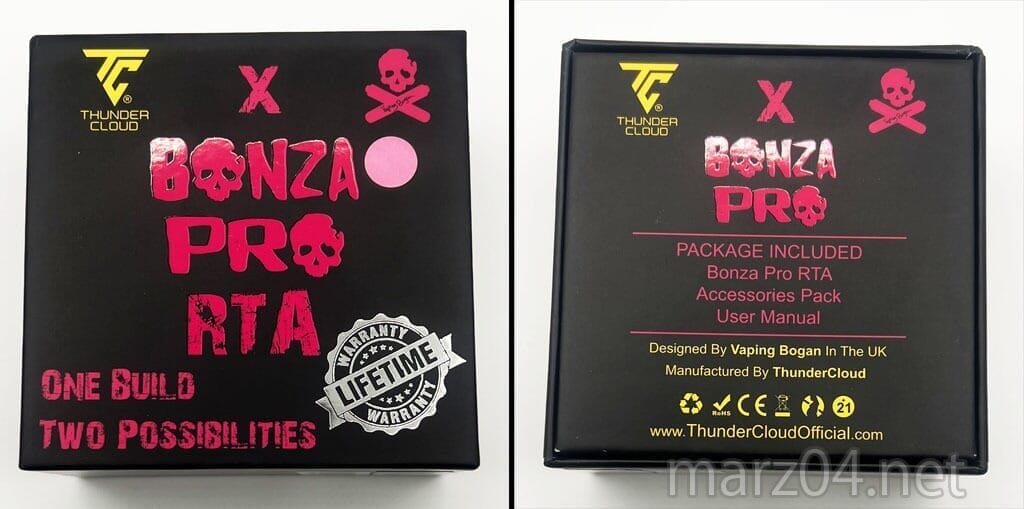 TC
®
THUNDER
CLOUD
X
BONZA
PRO
RTA
WARRANTY
LIFETIME
WARRANTY
ONE BUILD
TWO POSSIBILITIES
TC
®
THUNDER
CLOUD
X
BONZA
PRO
PACKAGE INCLUDED
Bonza Pro RTA
Accessories Pack
User Manual
Designed By Vaping Bogan In The UK
Manufactured By ThunderCloud
RoHS CE 21
www.ThunderCloudOfficial.com
marz04.net